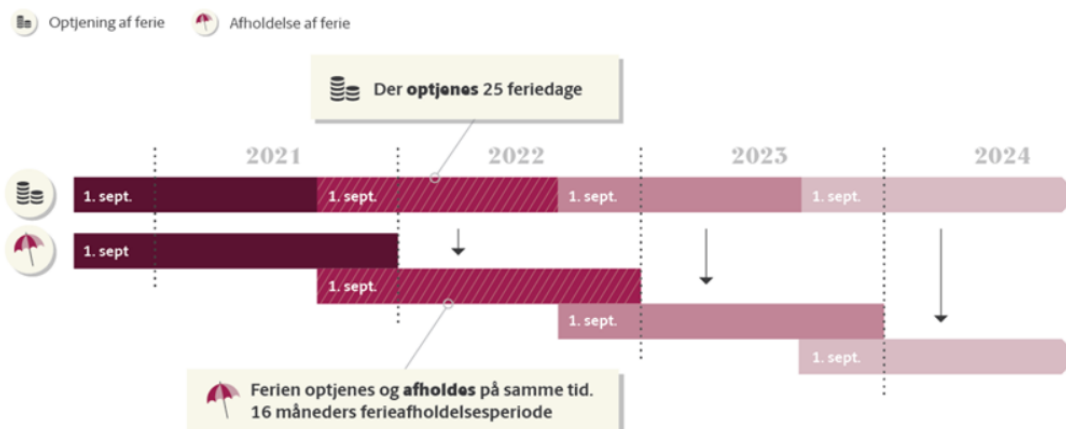 Optjening af ferie
Afholdelse af ferie
Der optjenes 25 feriedage
2021
2022
2023
2024
1. sept.
1. sept.
1. sept.
1. sept.
1. sept
1. sept.
1. sept.
1. sept.
Ferien optjenes og afholdes på samme tid.
16 måneders ferieafholdelsesperiode